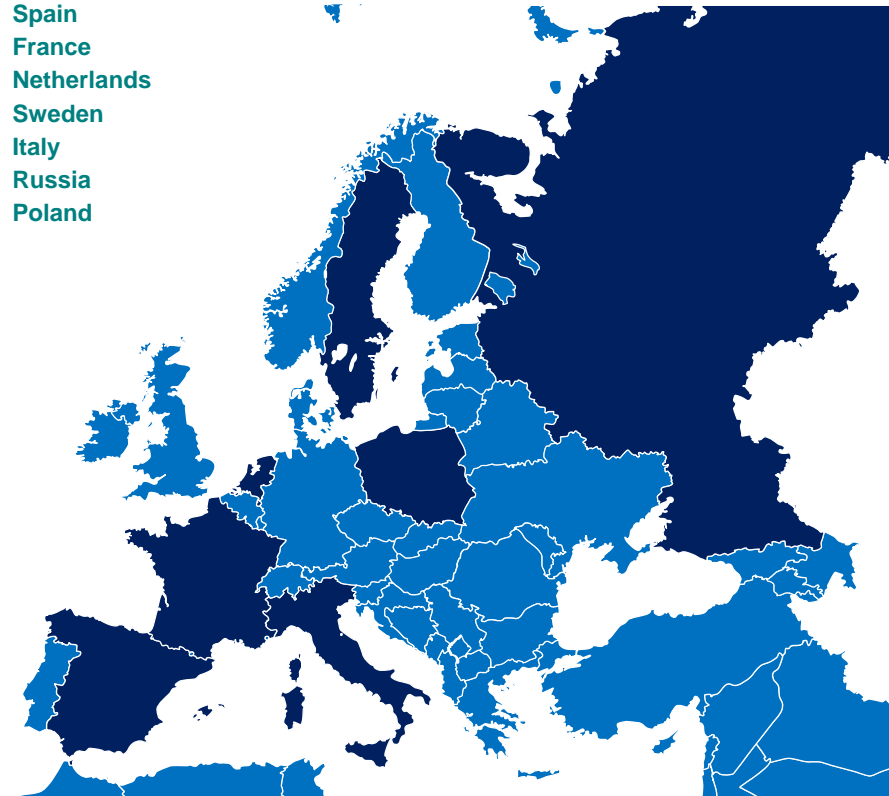 Spain
France
Netherlands
Sweden
Italy
Russia
Poland